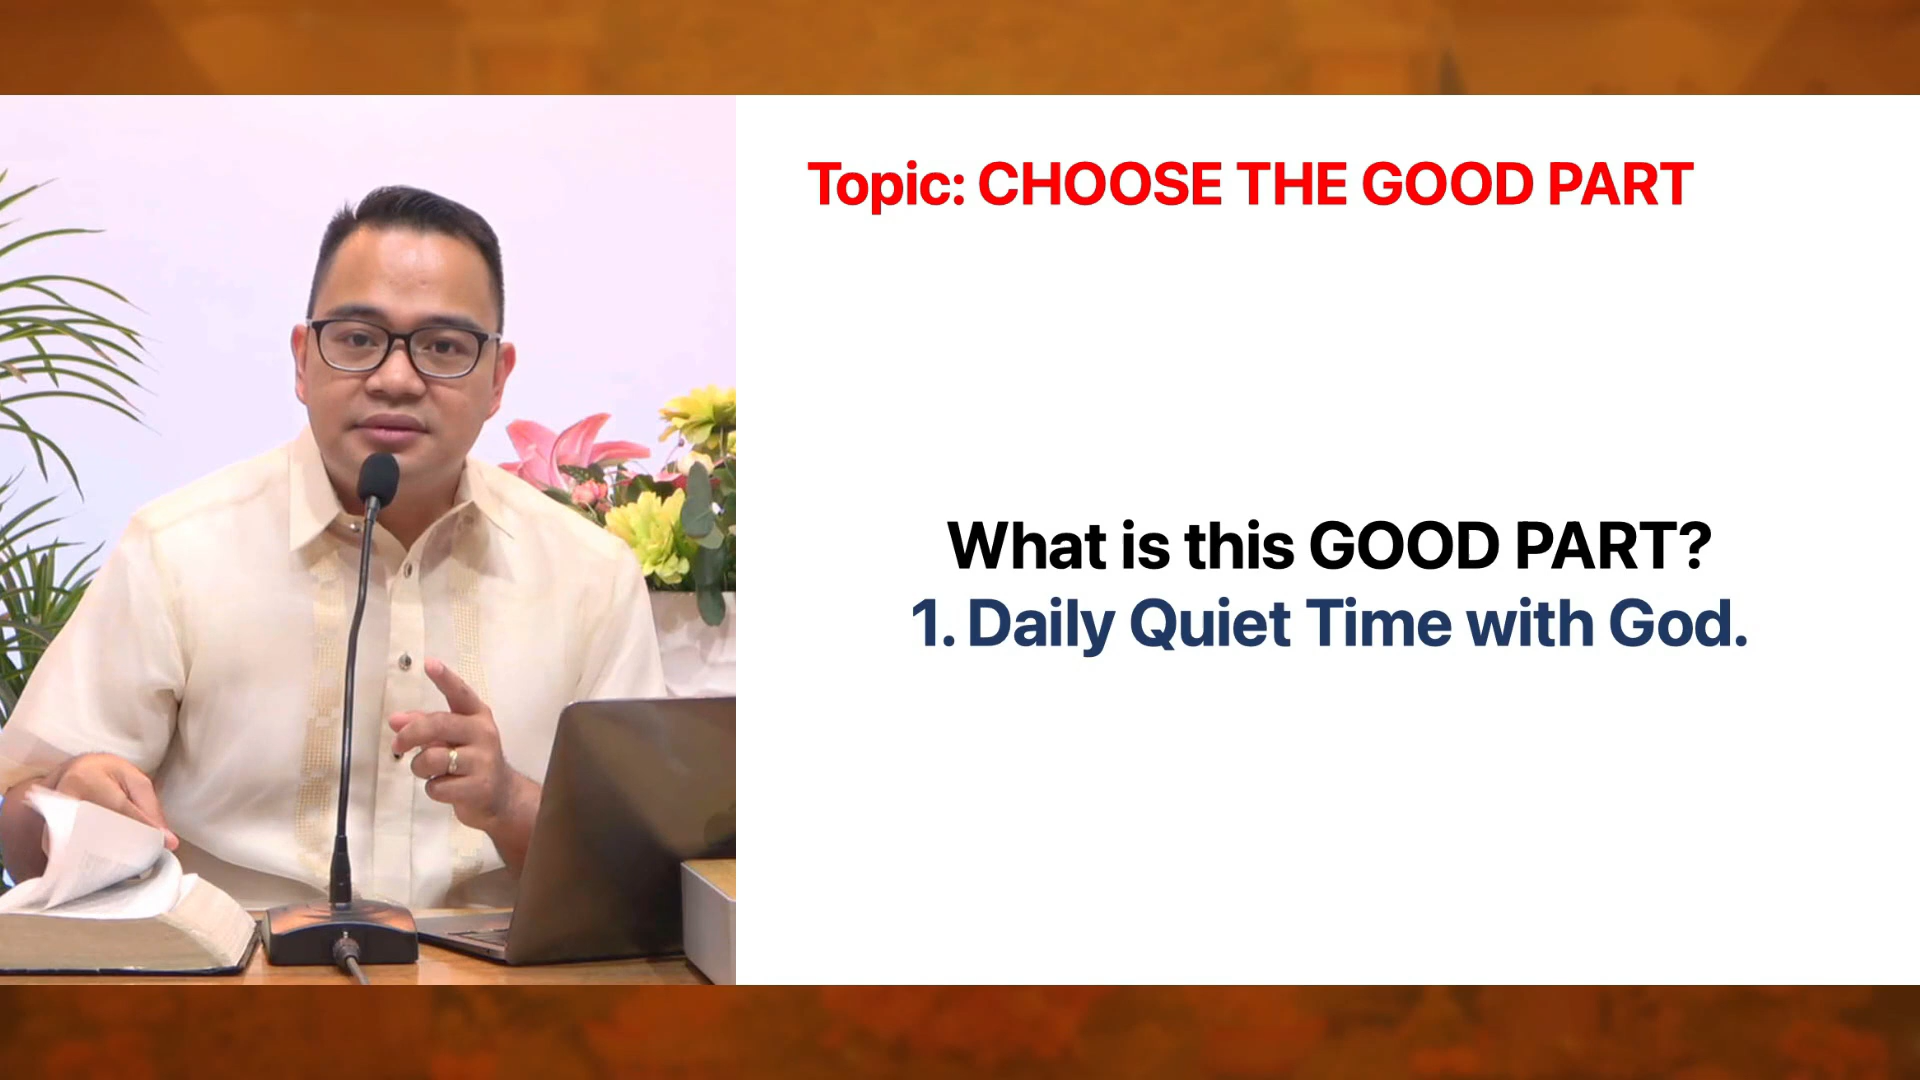 Topic: CHOOSE THE GOOD PART
What is this GOOD PART?
1. Daily Quiet Time with God.